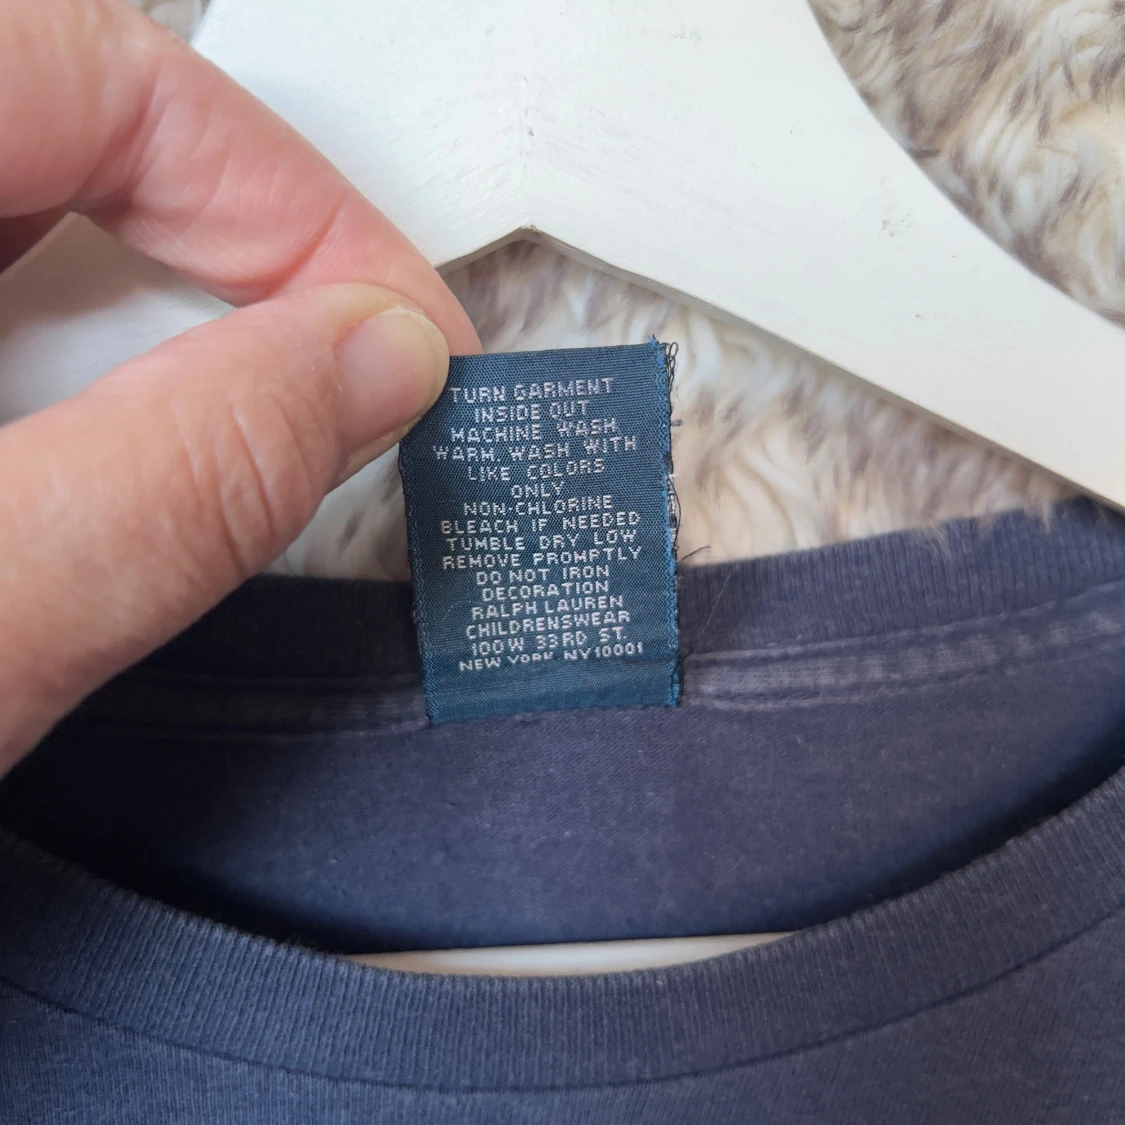 TURN GARMENT
INSIDE OUT
MACHINE WASH
WARM, WASH WITH
LIKE COLORS
ONLY
NON-CHLORINE
BLEACH IF NEEDED
TUMBLE DRY LOW
REMOVE PROMPTLY
DO NOT IRON
DECORATION
RALPH LAUREN
CHILDRENSWEAR
100 W 33RD ST.
NEW YORK NY10001